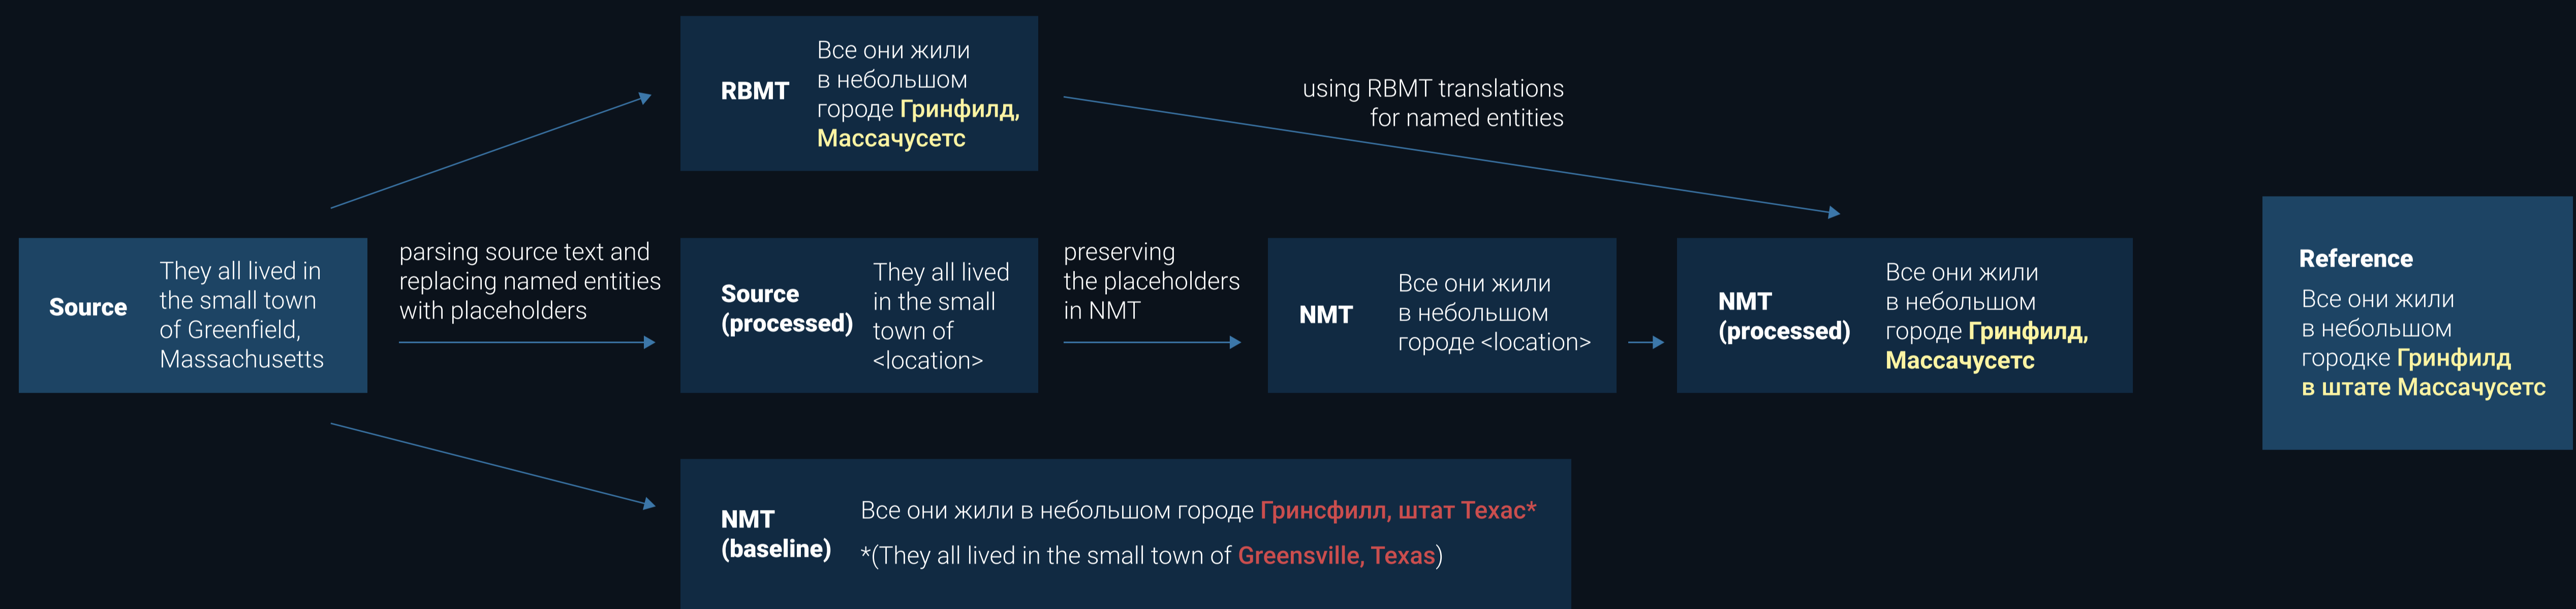 Source
They all lived in
the small town
of Greenfield,
Massachusetts
parsing source text and
replacing named entities
with placeholders
RBMT
Все они жили
в небольшом
городе Гринфилд,
Массачусетс
using RBMT translations
for named entities
Source
(processed)
They all lived
in the small
town of
<location>
preserving
the placeholders
in NMT
NMT
Все они жили
в небольшом
городе <location>
NMT
(processed)
Все они жили
в небольшом
городе Гринфилд,
Массачусетс
Reference
Все они жили
в небольшом
городке Гринфилд
в штате Массачусетс
NMT
(baseline)
Все они жили в небольшом городе Гринсфилл, штат Техас*
*(They all lived in the small town of Greensville, Texas)